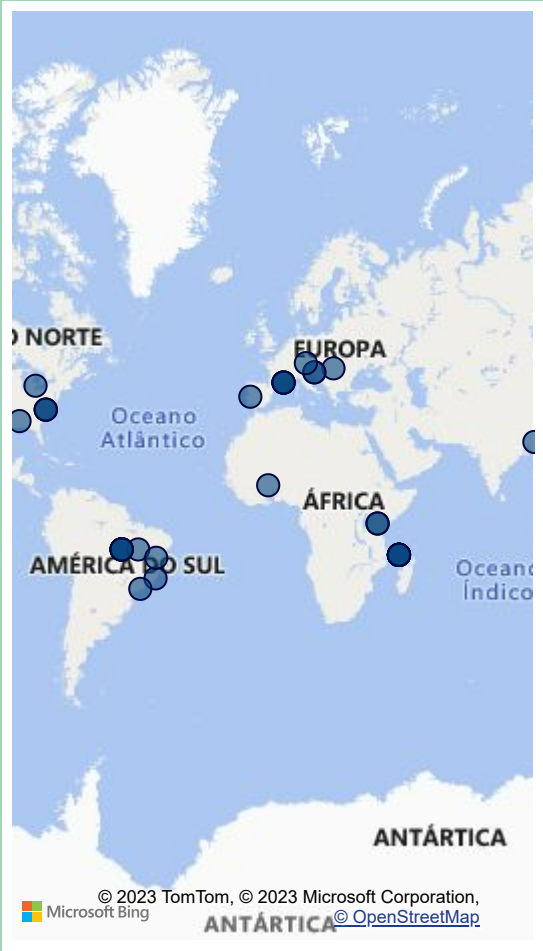 O NORTE
EUROPA
Oceano
Atlântico
ÁFRICA
AMÉRICA DO SUL
Oceano
Índico
ANTÁRTICA
© 2023 TomTom, © 2023 Microsoft Corporation,
Microsoft Bing
ANTÁRTICA
© OpenStreetMap